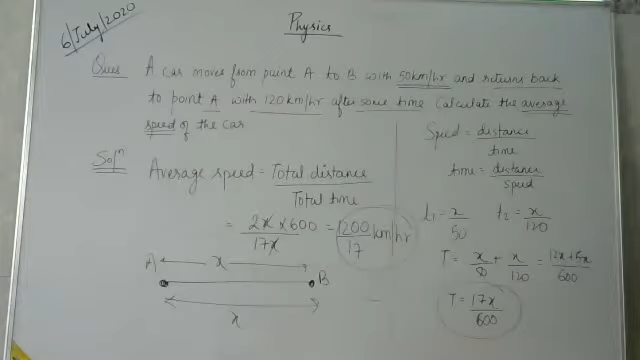 6/July/2020
Physics
Ques A car moves from point A to B with 50km/hr and returns back
to point A with 120km/hr after some time Calculate the average
speed of the car
Solⁿ Average speed = Total distance / Total time
= 2x × 600 / 17x = 1200 / 17 km/hr
A x B
x
Speed = distance / time
time = distance / speed
t₁ = x / 50 t₂ = x / 120
T = x / 50 + x / 120 = 12x + 5x / 600
T = 17x / 600